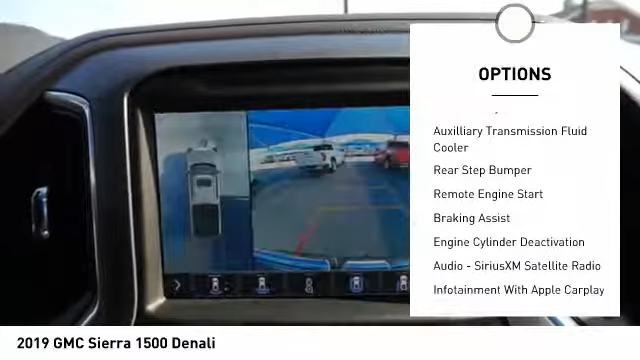 OPTIONS
Auxilliary Transmission Fluid
Cooler
Rear Step Bumper
Remote Engine Start
Braking Assist
Engine Cylinder Deactivation
Audio - SiriusXM Satellite Radio
Infotainment With Apple Carplay
2019 GMC Sierra 1500 Denali